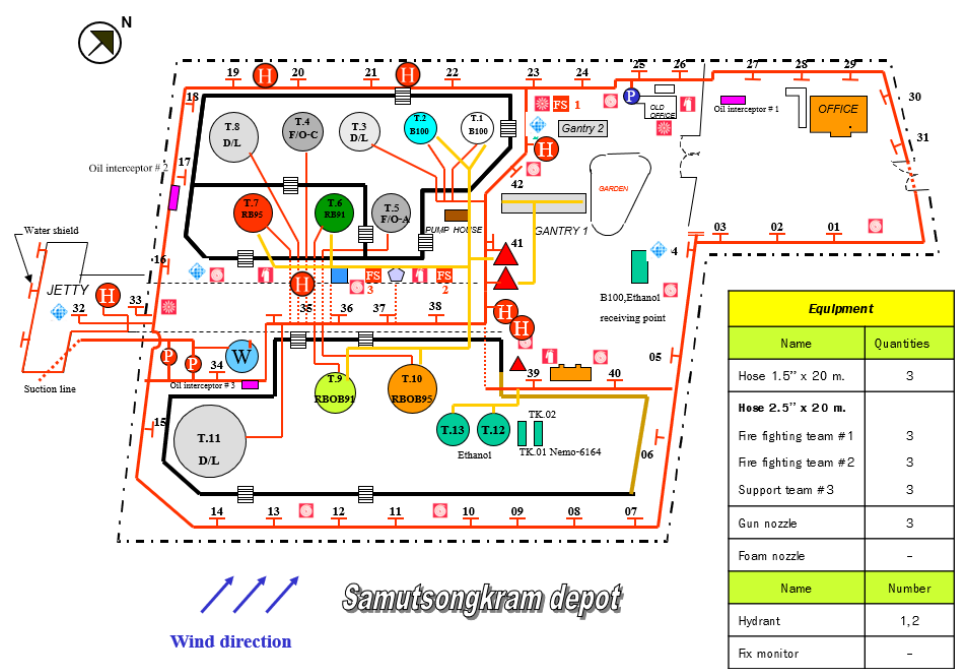 N
19
H
20
21
H
22
23
24
25
26
27
28
29
30
31
18
17
16
T.8
D/L
T.4
F/O-C
T.3
D/L
T.2
B100
T.1
B100
FS 1
P
OLD
OFFICE
Oil interceptor # 1
OFFICE
Gantry 2
H
Oil interceptor # 2
42
GARDEN
T.7
RB95
T.6
RB91
T.5
F/O-A
PUMP HOUSE
GANTRY 1
41
4
03
02
01
Water shield
JETTY
H
32
33
H
FS
3
FS
2
B100,Ethanol
receiving point
35
36
37
38
H
H
P
P
W
34
Oil interceptor # 3
Suction line
05
39
40
T.9
RBOB91
T.10
RBOB95
15
T.11
D/L
T.13
T.12
Ethanol
TK.02
TK.01 Nemo-6164
06
14
13
12
11
10
09
08
07
Wind direction
Samutsongkram depot
Equipment
Name Quantities
Hose 1.5" x 20 m. 3
Hose 2.5" x 20 m.
Fire fighting team #1 3
Fire fighting team #2 3
Support team #3 3
Gun nozzle 3
Foam nozzle -
Name Number
Hydrant 1,2
Fix monitor -